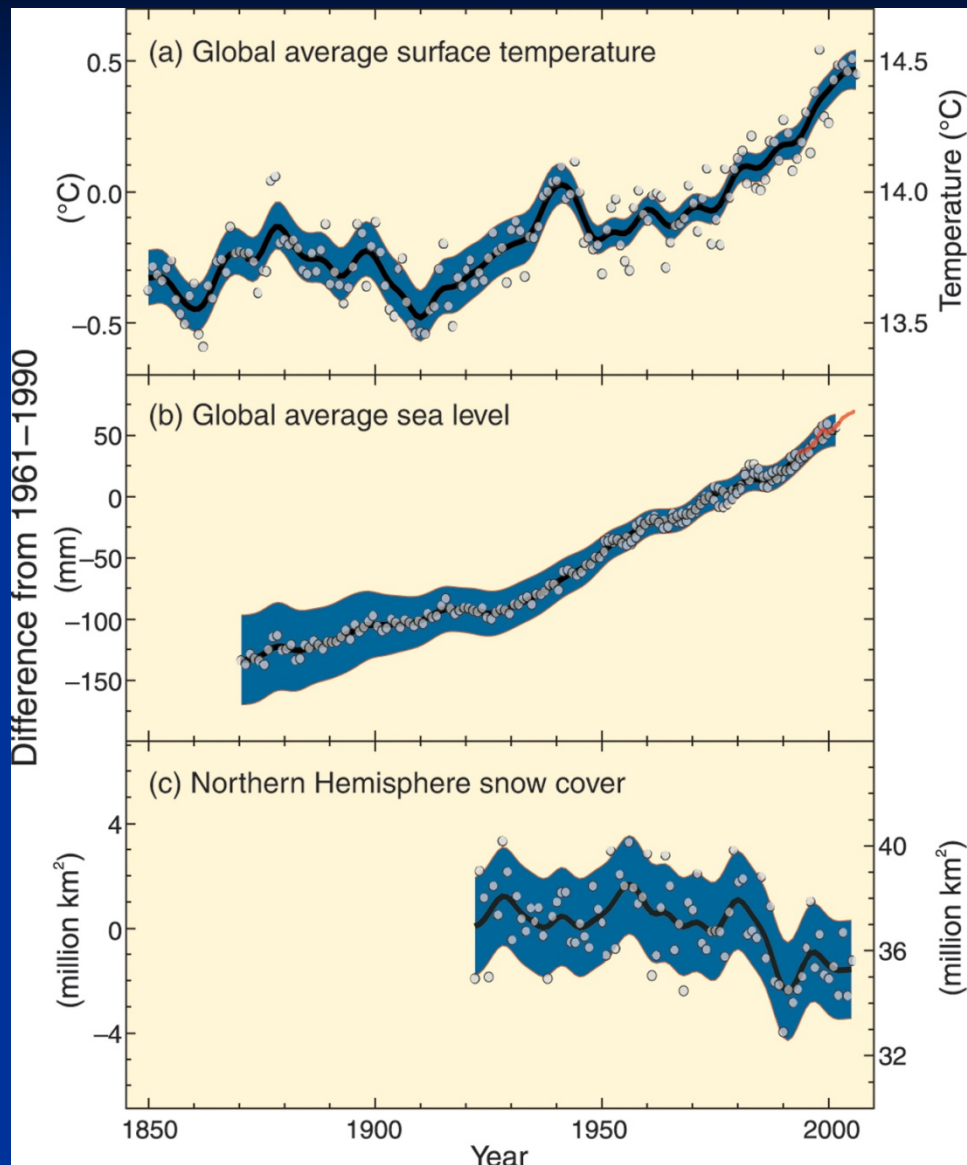 Difference from 1961–1990
(a) Global average surface temperature
0.5
0.0
–0.5
(°C)
14.5
14.0
13.5
Temperature (°C)
(b) Global average sea level
50
0
–50
–100
–150
(mm)
(c) Northern Hemisphere snow cover
4
0
–4
(million km²)
40
36
32
(million km²)
1850
1900
1950
2000
Year